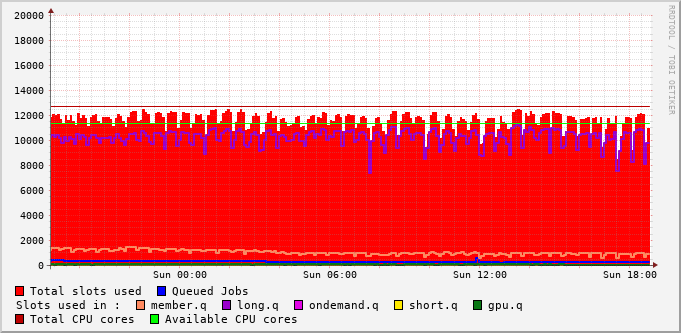 RRDTOOL / TOBI OETIKER
20000
18000
16000
14000
12000
10000
8000
6000
4000
2000
0
Sun 00:00 Sun 06:00 Sun 12:00 Sun 18:00
Total slots used Queued Jobs
Slots used in : member.q long.q ondemand.q short.q gpu.q
Total CPU cores Available CPU cores